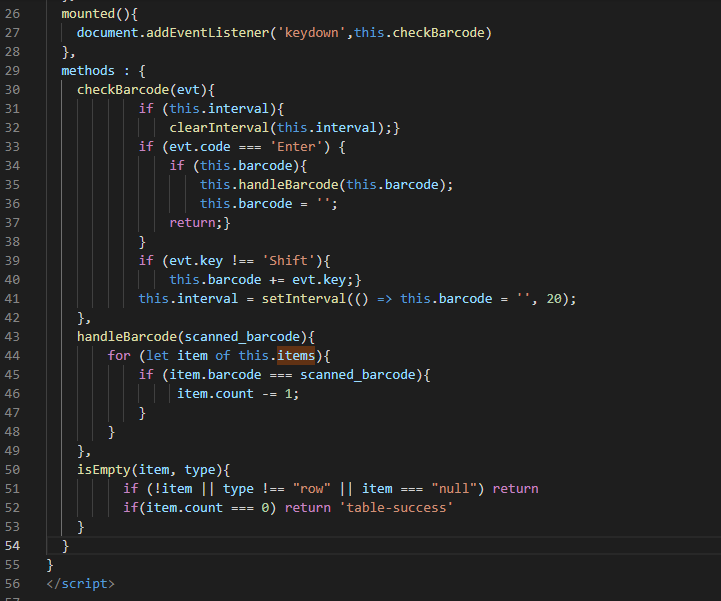 26 mounted(){
27 document.addEventListener('keydown',this.checkBarcode)
28 },
29 methods : {
30 checkBarcode(evt){
31 if (this.interval){
32 clearInterval(this.interval);}
33 if (evt.code === 'Enter') {
34 if (this.barcode){
35 this.handleBarcode(this.barcode);
36 this.barcode = '';
37 return;}
38 }
39 if (evt.key !== 'Shift'){
40 this.barcode += evt.key;}
41 this.interval = setInterval(() => this.barcode = '', 20);
42 },
43 handleBarcode(scanned_barcode){
44 for (let item of this.items){
45 if (item.barcode === scanned_barcode){
46 item.count -= 1;
47 }
48 }
49 },
50 isEmpty(item, type){
51 if (!item || type !== "row" || item === "null") return
52 if(item.count === 0) return 'table-success'
53 }
54 }
55 }
56 </script>
57